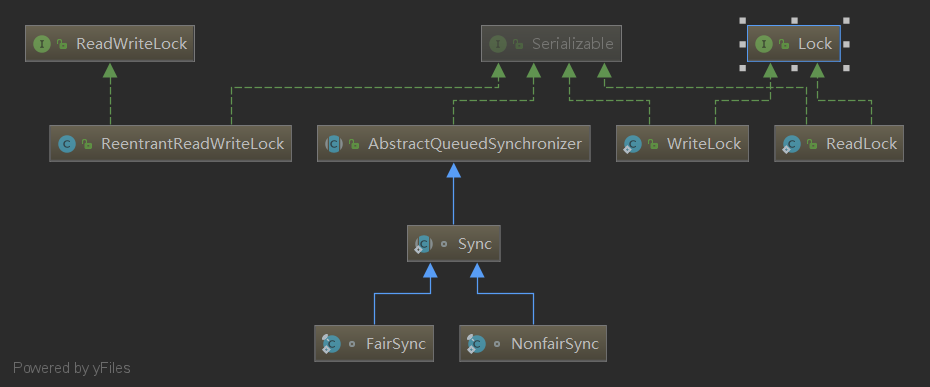 ReadWriteLock
Serializable
Lock
ReentrantReadWriteLock
AbstractQueuedSynchronizer
WriteLock
ReadLock
Sync
FairSync
NonfairSync
Powered by yFiles